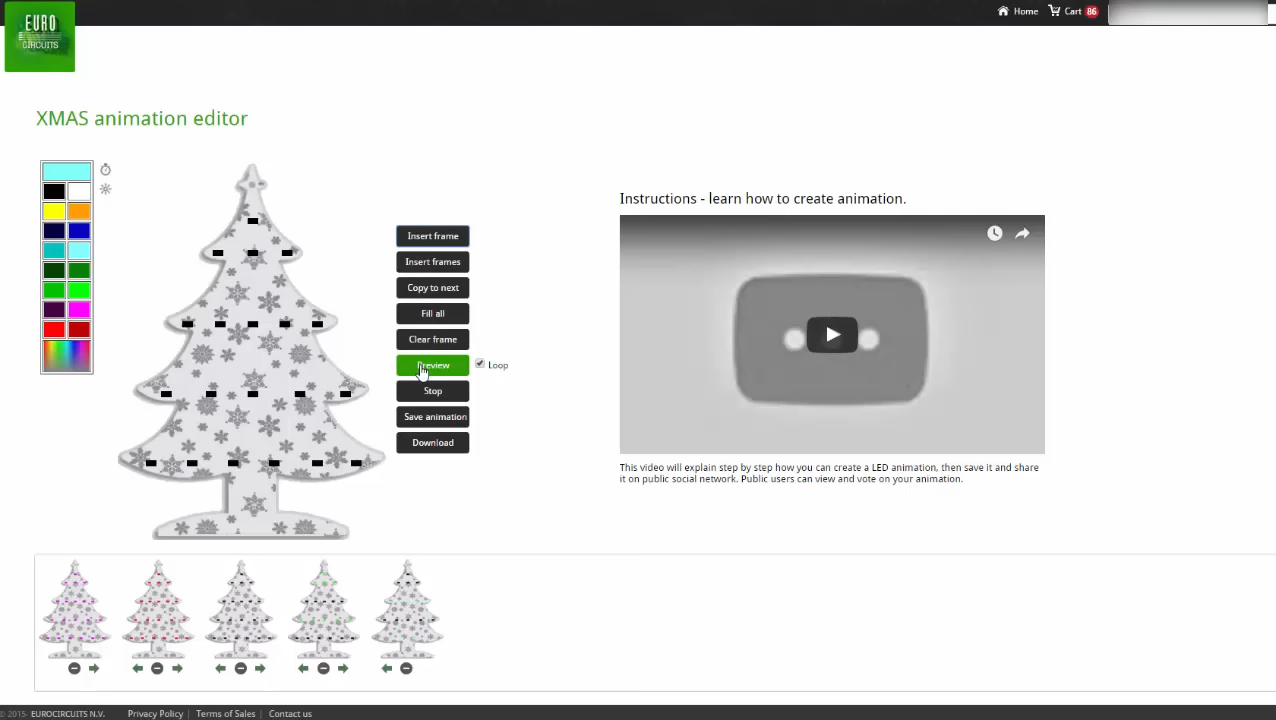 EURO
CIRCUITS
Home
Cart 86
XMAS animation editor
Instructions - learn how to create animation.
Insert frame
Insert frames
Copy to next
Fill all
Clear frame
Preview
Loop
Stop
Save animation
Download
This video will explain step by step how you can create a LED animation, then save it and share
it on public social network. Public users can view and vote on your animation.
© 2015- EUROCIRCUITS N.V. Privacy Policy | Terms of Sales | Contact us